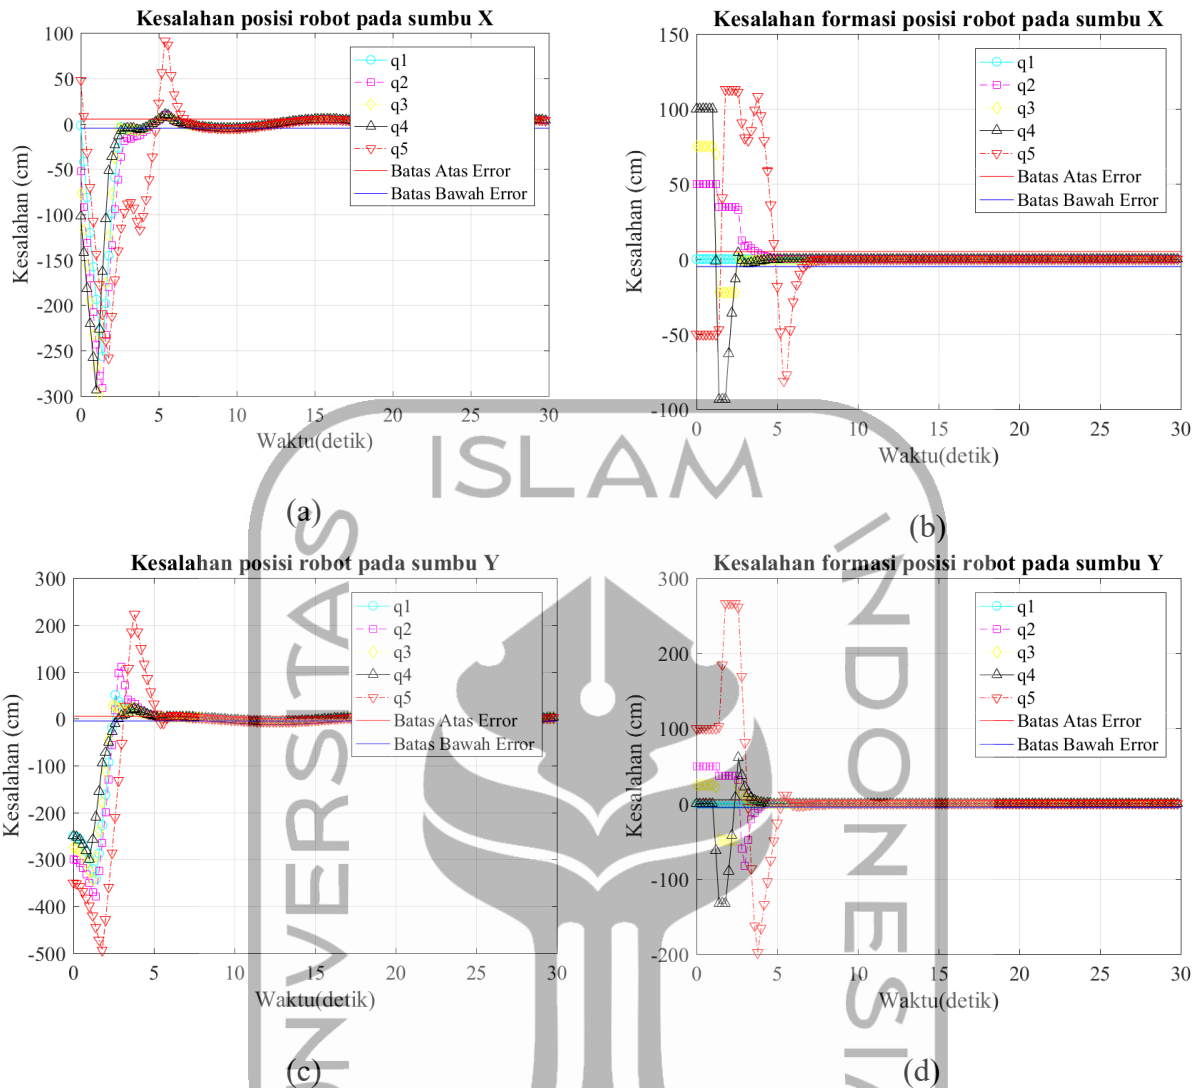 Kesalahan posisi robot pada sumbu X
100
50
0
-50
-100
-150
-200
-250
-300
0 5 10 15 20 25 30
Kesalahan (cm)
Waktu(detik)
q1
q2
q3
q4
q5
Batas Atas Error
Batas Bawah Error
(a)
Kesalahan formasi posisi robot pada sumbu X
150
100
50
0
-50
-100
0 5 10 15 20 25 30
Kesalahan (cm)
Waktu(detik)
q1
q2
q3
q4
q5
Batas Atas Error
Batas Bawah Error
(b)
Kesalahan posisi robot pada sumbu Y
300
200
100
0
-100
-200
-300
-400
-500
0 5 10 15 20 25 30
Kesalahan (cm)
Waktu(detik)
q1
q2
q3
q4
q5
Batas Atas Error
Batas Bawah Error
(c)
Kesalahan formasi posisi robot pada sumbu Y
300
200
100
0
-100
-200
0 5 10 15 20 25 30
Kesalahan (cm)
Waktu(detik)
q1
q2
q3
q4
q5
Batas Atas Error
Batas Bawah Error
(d)
ISLAM
UNIVERSITAS
INDONESIA